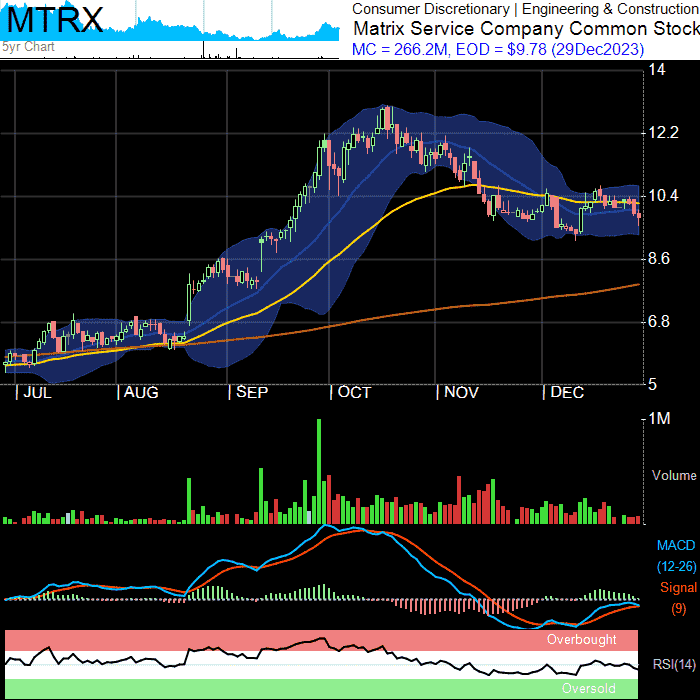 MTRX
5yr Chart
Consumer Discretionary | Engineering & Construction
Matrix Service Company Common Stock
MC = 266.2M, EOD = $9.78 (29Dec2023)
14
12.2
10.4
8.6
6.8
5
| JUL | AUG | SEP | OCT | NOV | DEC
1M
Volume
MACD
(12-26)
Signal
(9)
Overbought
RSI(14)
Oversold